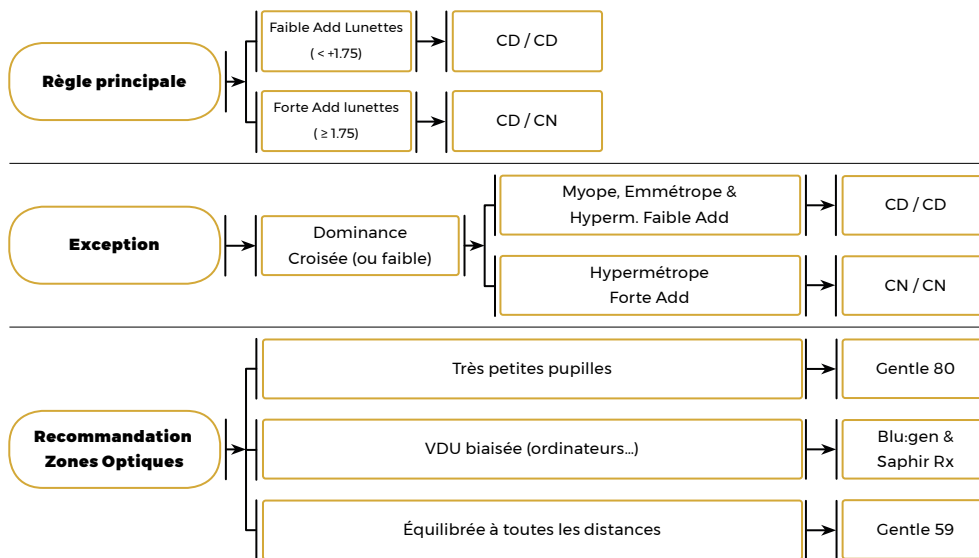 Règle principale
Faible Add Lunettes
( < +1.75)
CD / CD
Forte Add lunettes
( ≥ 1.75)
CD / CN
Exception
Dominance
Croisée (ou faible)
Myope, Emmétrope &
Hyperm. Faible Add
CD / CD
Hypermétrope
Forte Add
CN / CN
Recommandation
Zones Optiques
Très petites pupilles
Gentle 80
VDU biaisée (ordinateurs...)
Blu:gen &
Saphir Rx
Équilibrée à toutes les distances
Gentle 59